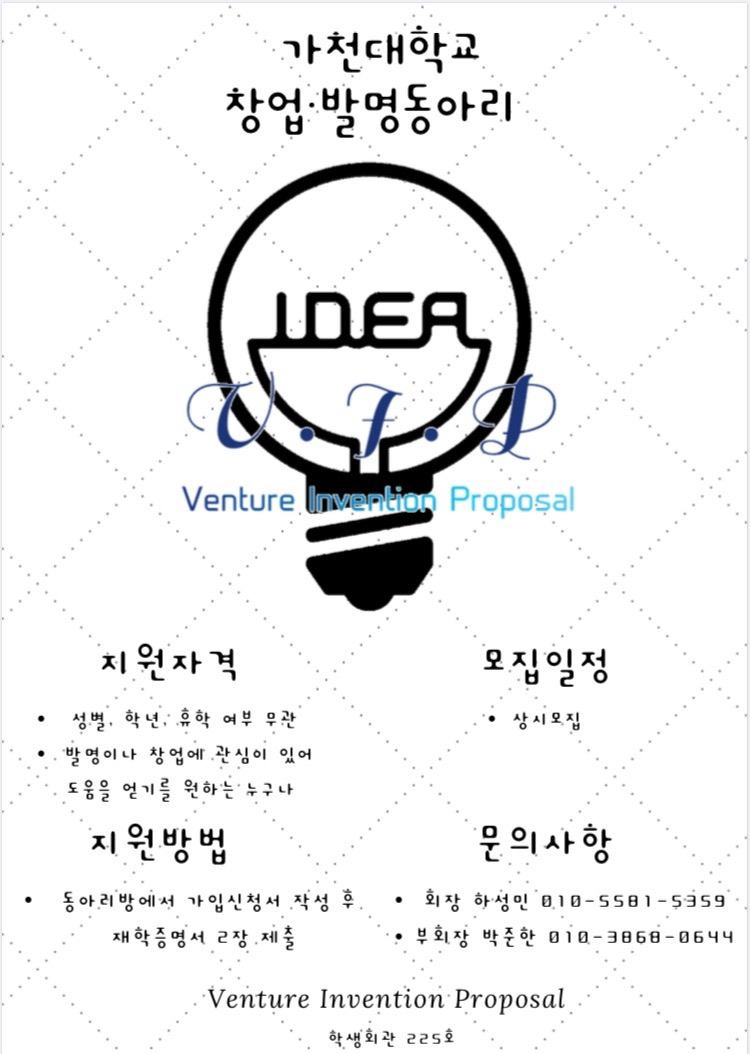 가천대학교
창업·발명동아리
IDEA
V.I.P
Venture Invention Proposal
지원자격
• 성별, 학년, 휴학 여부 무관
• 발명이나 창업에 관심이 있어
도움을 얻기를 원하는 누구나
모집일정
• 상시모집
지원방법
• 동아리방에서 가입신청서 작성 후
재학증명서 2장 제출
문의사항
• 회장 하성민 010-5581-5359
• 부회장 박준한 010-3868-0644
Venture Invention Proposal
학생회관 225호